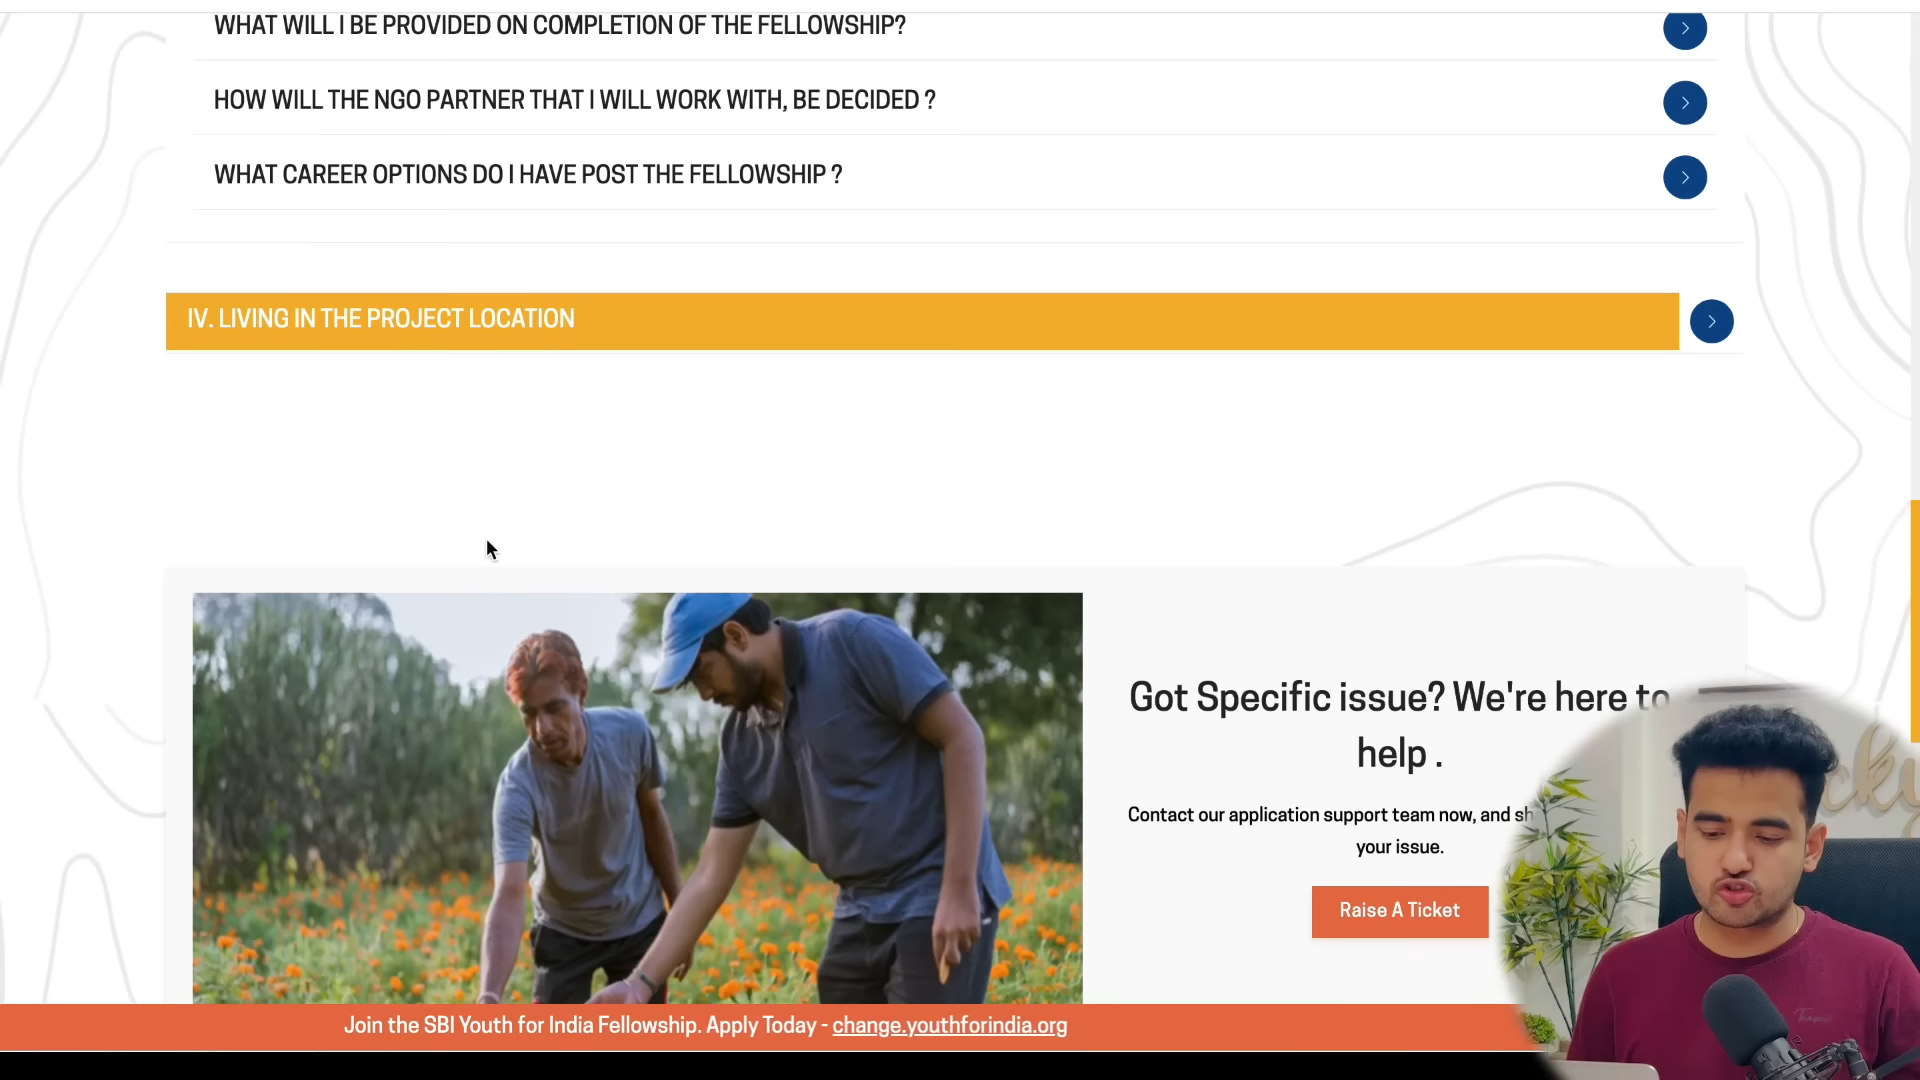 WHAT WILL I BE PROVIDED ON COMPLETION OF THE FELLOWSHIP?
HOW WILL THE NGO PARTNER THAT I WILL WORK WITH, BE DECIDED ?
WHAT CAREER OPTIONS DO I HAVE POST THE FELLOWSHIP ?
IV. LIVING IN THE PROJECT LOCATION
Got Specific issue? We're here to
help .
Contact our application support team now, and
your issue.
Raise A Ticket
Join the SBI Youth for India Fellowship. Apply Today - change.youthforindia.org